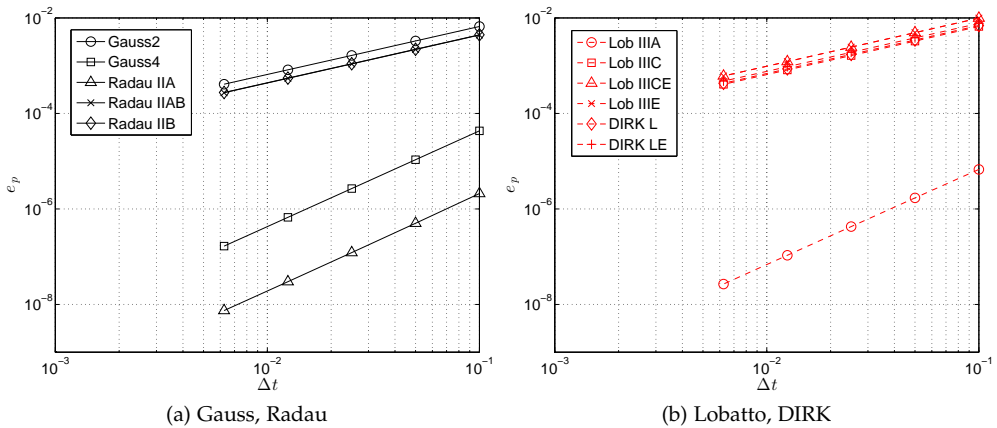 10^-2
10^-4
10^-6
10^-8
e_p
Gauss2
Gauss4
Radau IIA
Radau IIAB
Radau IIB
10^-3
10^-2
10^-1
Δt
(a) Gauss, Radau
10^-2
10^-4
10^-6
10^-8
e_p
Lob IIIA
Lob IIIC
Lob IIICE
Lob IIIE
DIRK L
DIRK LE
10^-3
10^-2
10^-1
Δt
(b) Lobatto, DIRK